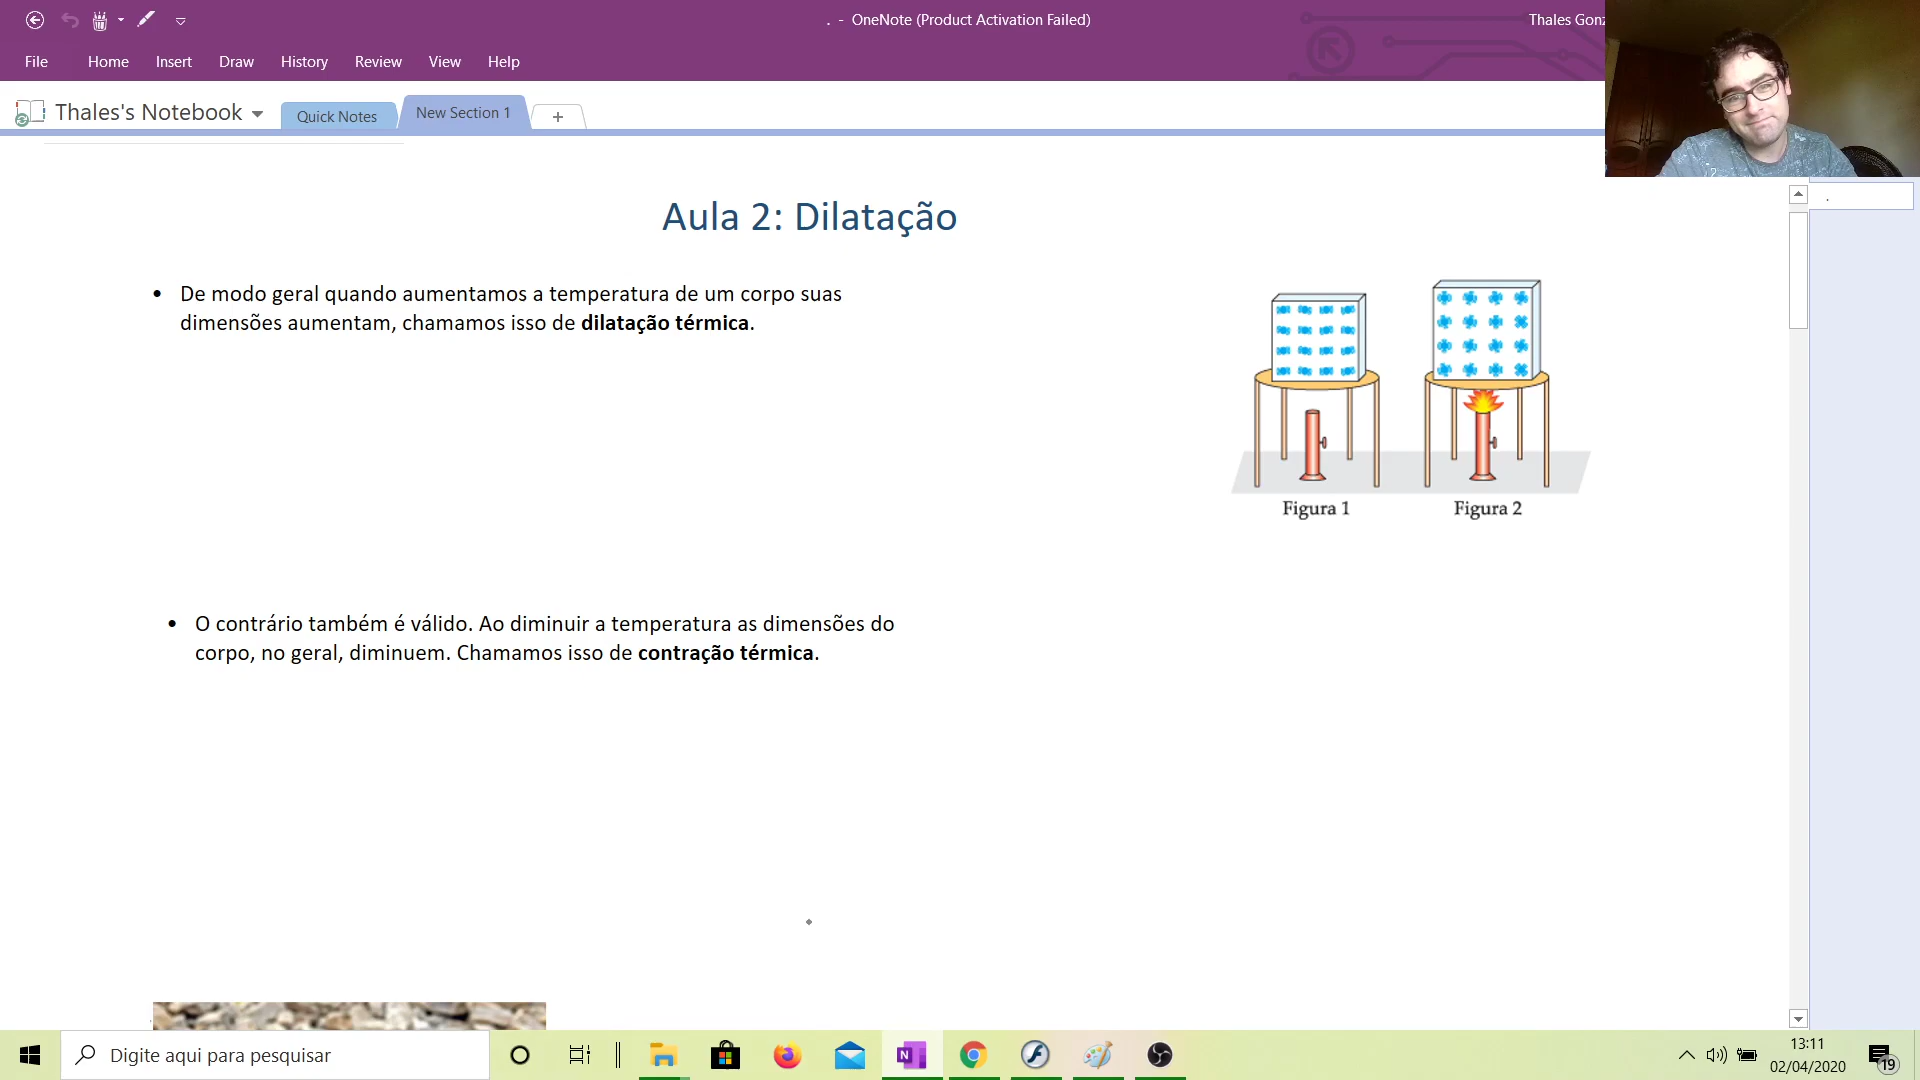 . - OneNote (Product Activation Failed)
File Home Insert Draw History Review View Help
Thales's Notebook
Quick Notes
New Section 1
+
Aula 2: Dilatação
• De modo geral quando aumentamos a temperatura de um corpo suas
dimensões aumentam, chamamos isso de dilatação térmica.
Figura 1
Figura 2
• O contrário também é válido. Ao diminuir a temperatura as dimensões do
corpo, no geral, diminuem. Chamamos isso de contração térmica.
Digite aqui para pesquisar
13:11
02/04/2020
19